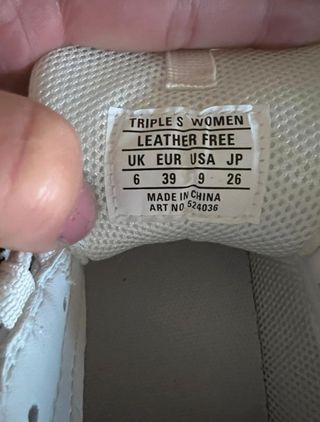 TRIPLE S WOMEN
LEATHER FREE
UK EUR USA JP
6 39 9 26
MADE IN CHINA
ART NO 524036